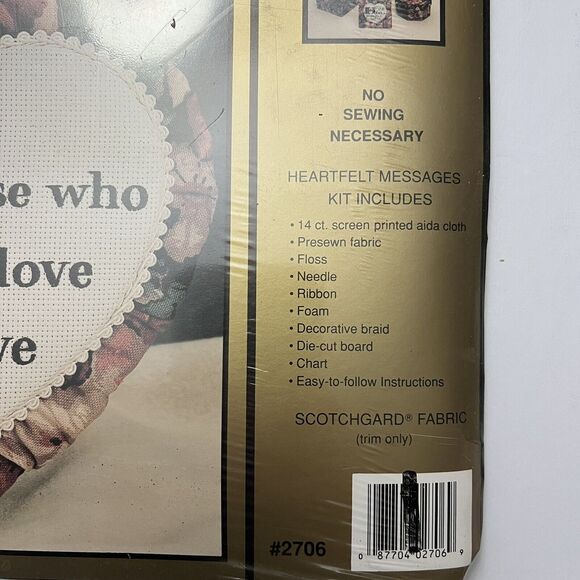 se who
love
ve
NO
SEWING
NECESSARY
HEARTFELT MESSAGES
KIT INCLUDES
• 14 ct. screen printed aida cloth
• Presewn fabric
• Floss
• Needle
• Ribbon
• Foam
• Decorative braid
• Die-cut board
• Chart
• Easy-to-follow Instructions
SCOTCHGARD® FABRIC
(trim only)
#2706
0 87704 02706 9